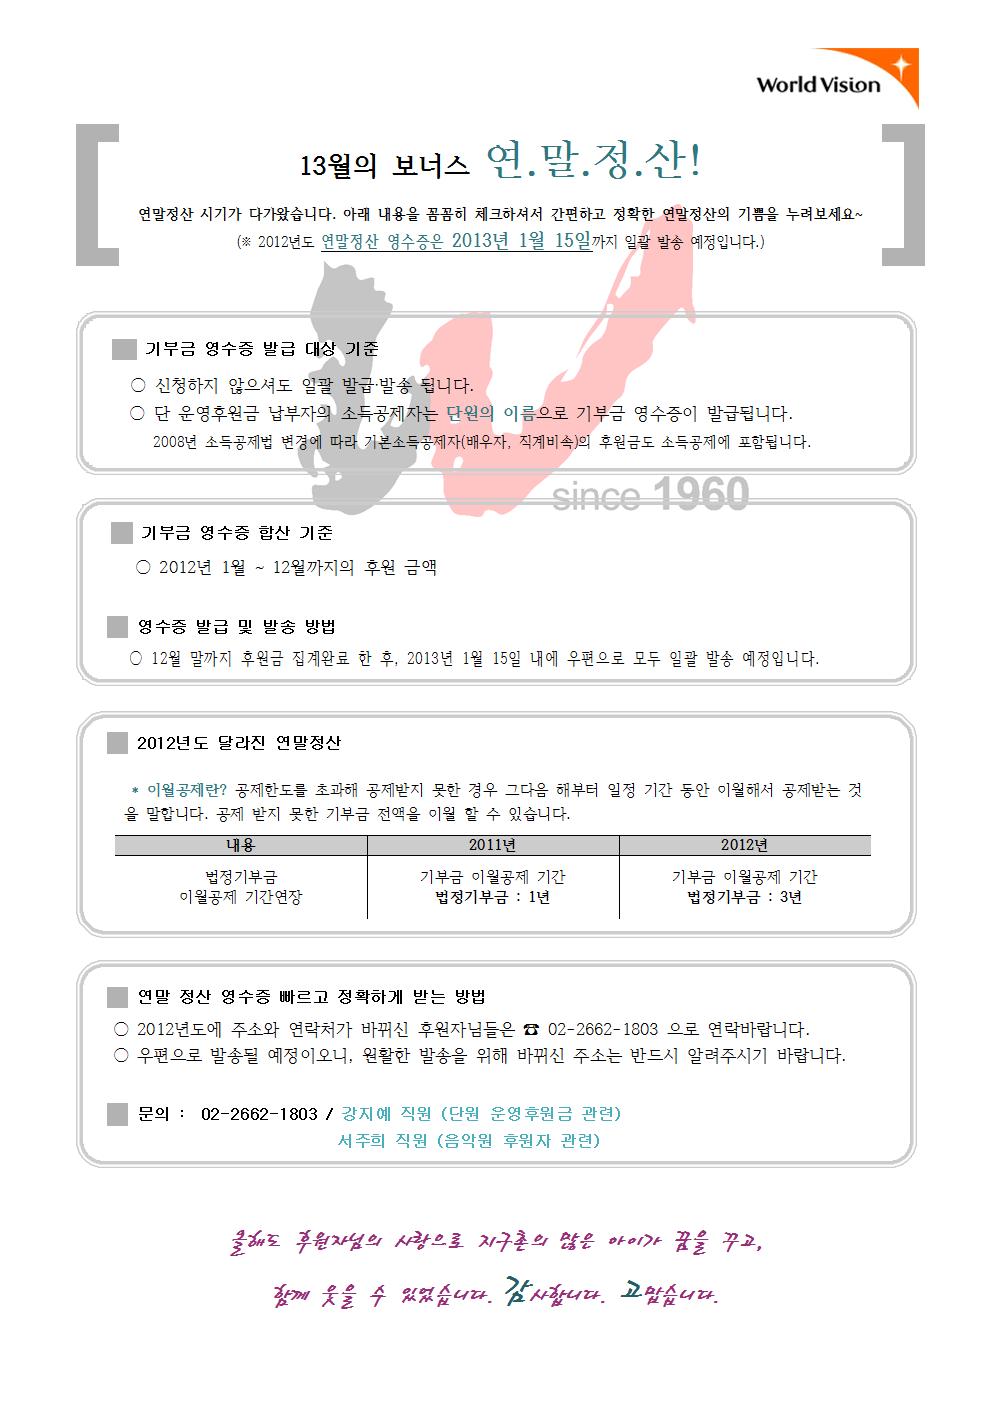 World Vision
13월의 보너스 연.말.정.산!
연말정산 시기가 다가왔습니다. 아래 내용을 꼼꼼히 체크하셔서 간편하고 정확한 연말정산의 기쁨을 누려보세요~
(※ 2012년도 연말정산 영수증은 2013년 1월 15일까지 일괄 발송 예정입니다.)
기부금 영수증 발급 대상 기준
○ 신청하지 않으셔도 일괄 발급·발송 됩니다.
○ 단 운영후원금 납부자의 소득공제자는 단원의 이름으로 기부금 영수증이 발급됩니다.
2008년 소득공제법 변경에 따라 기본소득공제자(배우자, 직계비속)의 후원금도 소득공제에 포함됩니다.
since 1960
기부금 영수증 합산 기준
○ 2012년 1월 ~ 12월까지의 후원 금액
영수증 발급 및 발송 방법
○ 12월 말까지 후원금 집계완료 한 후, 2013년 1월 15일 내에 우편으로 모두 일괄 발송 예정입니다.
2012년도 달라진 연말정산
* 이월공제란? 공제한도를 초과해 공제받지 못한 경우 그다음 해부터 일정 기간 동안 이월해서 공제받는 것
을 말합니다. 공제 받지 못한 기부금 전액을 이월 할 수 있습니다.
내용 2011년 2012년
법정기부금 기부금 이월공제 기간 기부금 이월공제 기간
이월공제 기간연장 법정기부금 : 1년 법정기부금 : 3년
연말 정산 영수증 빠르고 정확하게 받는 방법
○ 2012년도에 주소와 연락처가 바뀌신 후원자님들은 ☎ 02-2662-1803 으로 연락바랍니다.
○ 우편으로 발송될 예정이오니, 원활한 발송을 위해 바뀌신 주소는 반드시 알려주시기 바랍니다.
문의 : 02-2662-1803 / 강지예 직원 (단원 운영후원금 관련)
서주희 직원 (음악원 후원자 관련)
올해도 후원자님의 사랑으로 지구촌의 많은 아이가 꿈을 꾸고,
함께 웃을 수 있었습니다. 감사합니다. 고맙습니다.